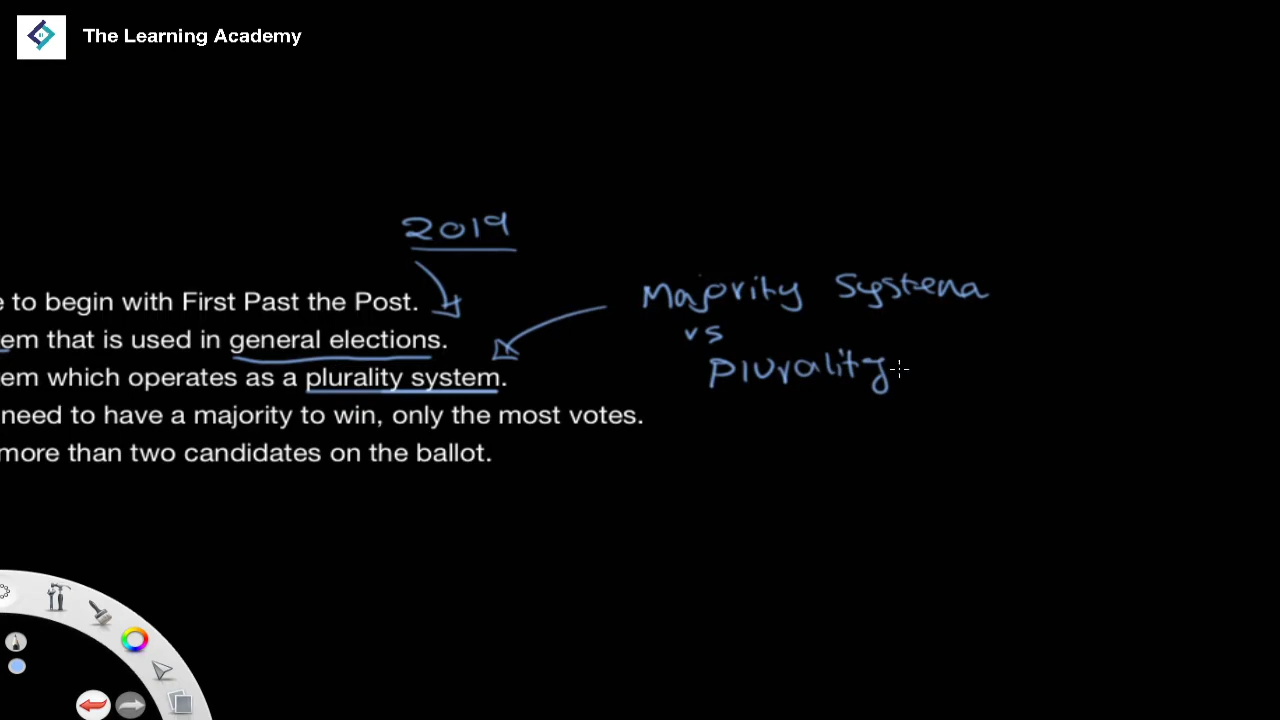 The Learning Academy
2019
e to begin with First Past the Post.
em that is used in general elections.
em which operates as a plurality system.
need to have a majority to win, only the most votes.
more than two candidates on the ballot.
Majority System
vs
Plurality